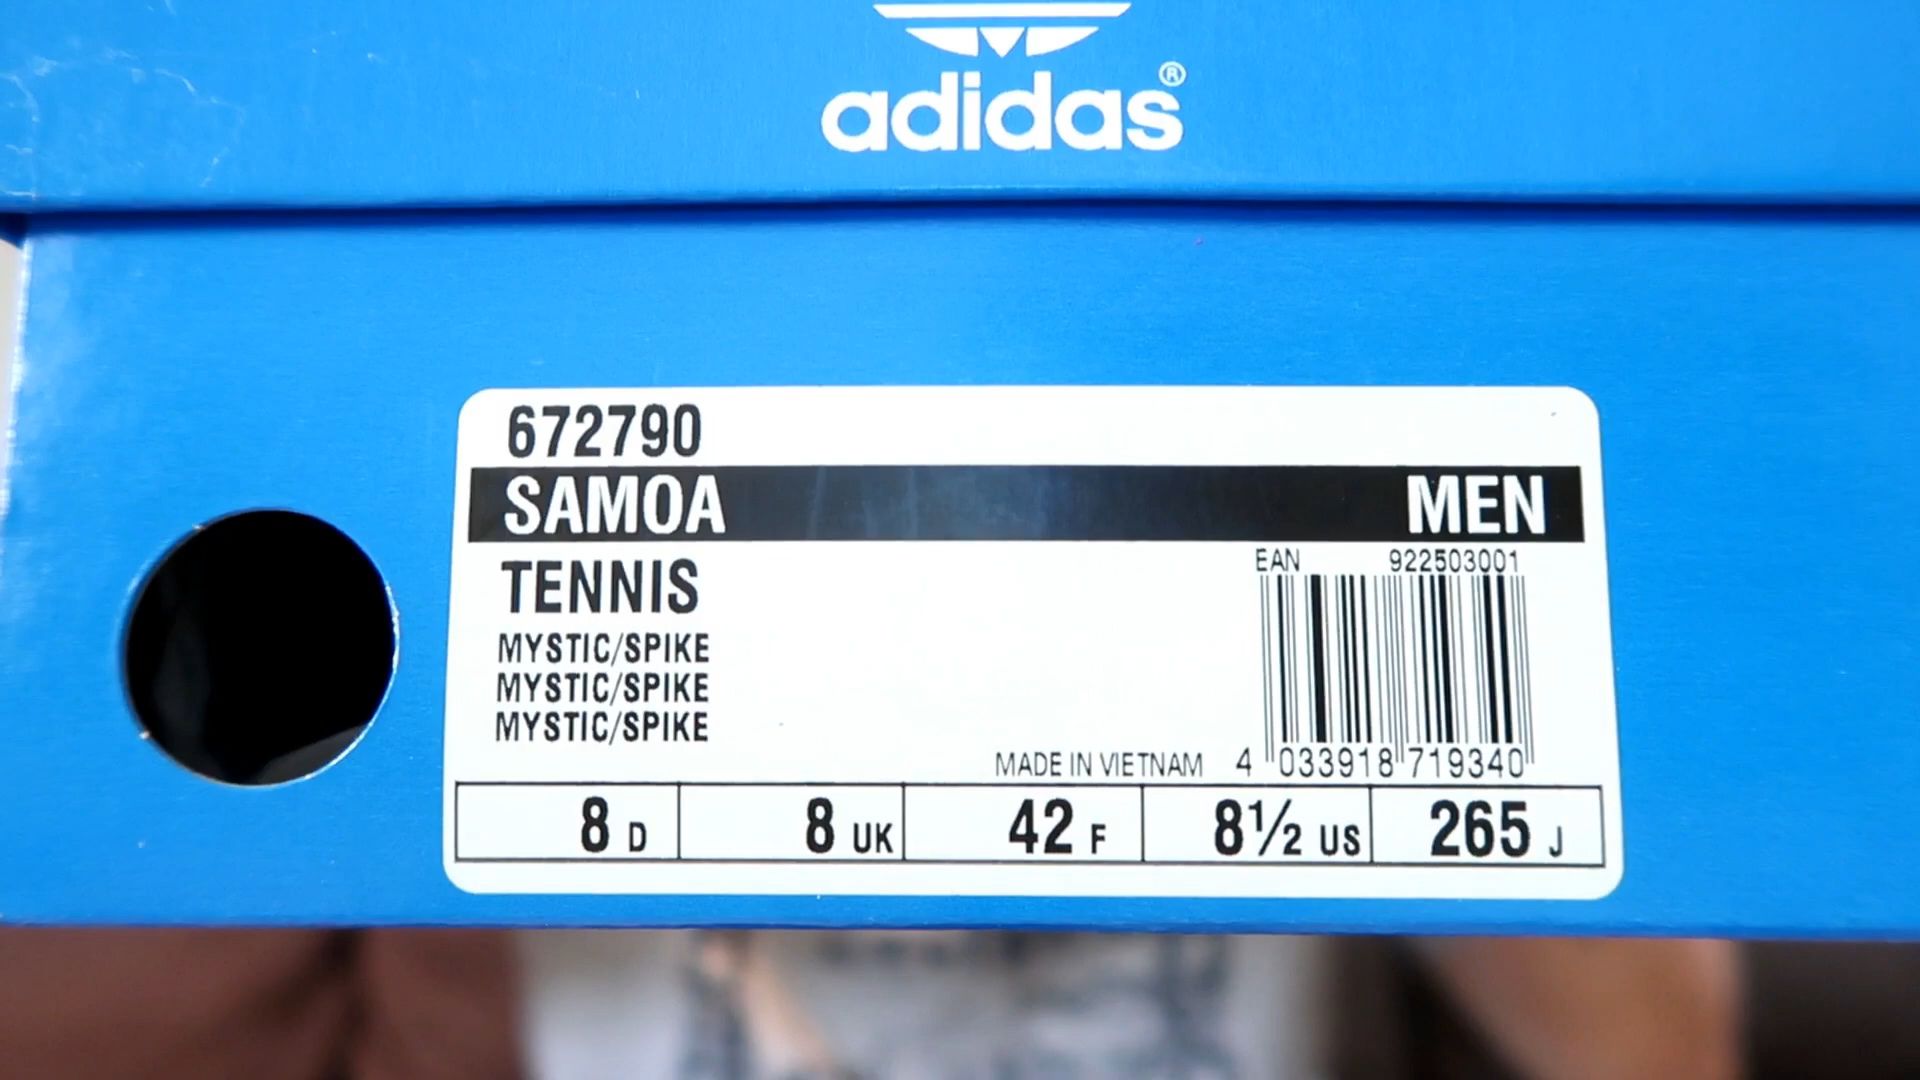 adidas®
672790
SAMOA MEN
TENNIS
EAN 922503001
MYSTIC/SPIKE
MYSTIC/SPIKE
MYSTIC/SPIKE
MADE IN VIETNAM 4 033918 719340
8 D 8 UK 42 F 8½ US 265 J